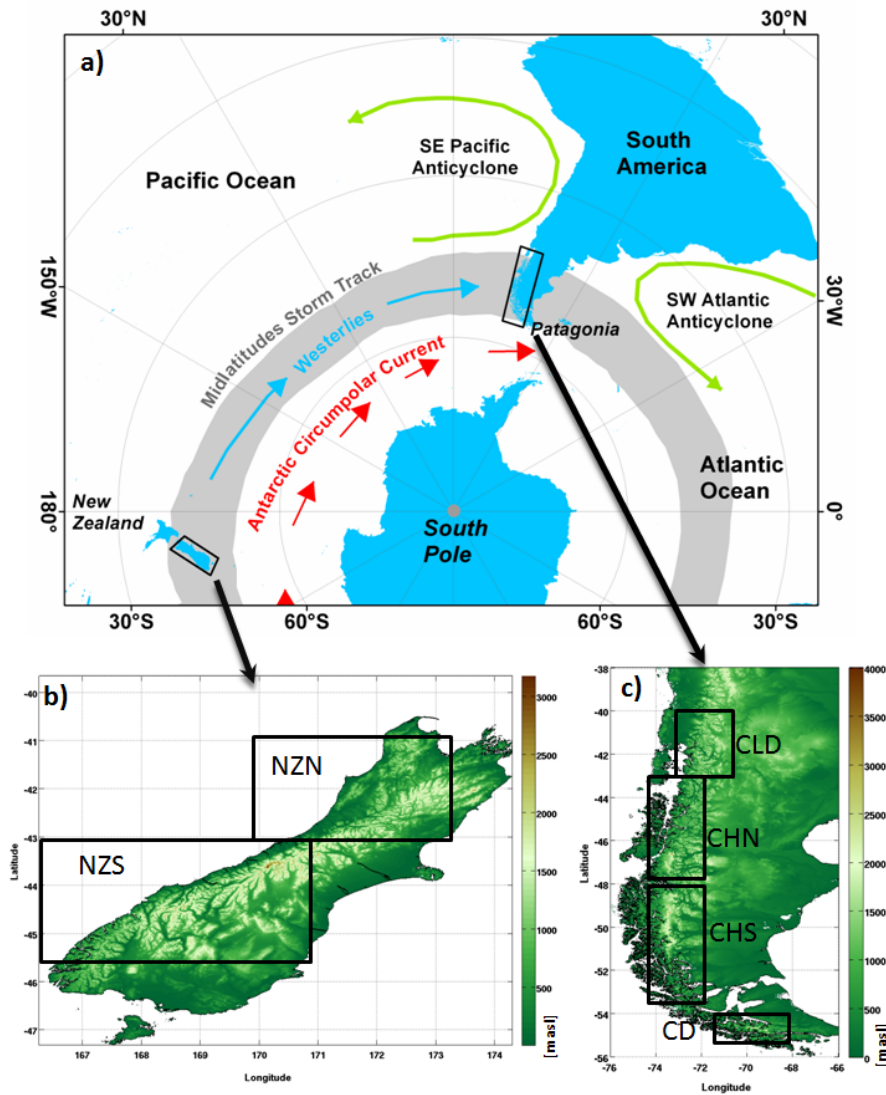 30°N
30°N
a)
SE Pacific
Anticyclone
South
America
Pacific Ocean
150°W
30°W
Midlatitudes Storm Track
Westerlies
SW Atlantic
Anticyclone
Patagonia
Antarctic Circumpolar Current
Atlantic
Ocean
New
Zealand
180°
0°
South
Pole
30°S
60°S
60°S
30°S
b)
-40
-41
-42
-43
-44
-45
-46
-47
Latitude
NZN
NZS
167
168
169
170
171
172
173
174
Longitude
3000
2500
2000
1500
1000
500
[m asl]
c)
-38
-40
-42
-44
-46
-48
-50
-52
-54
-56
Latitude
CLD
CHN
CHS
CD
-76
-74
-72
-70
-68
-66
Longitude
4000
3500
3000
2500
2000
1500
1000
500
0
[m asl]